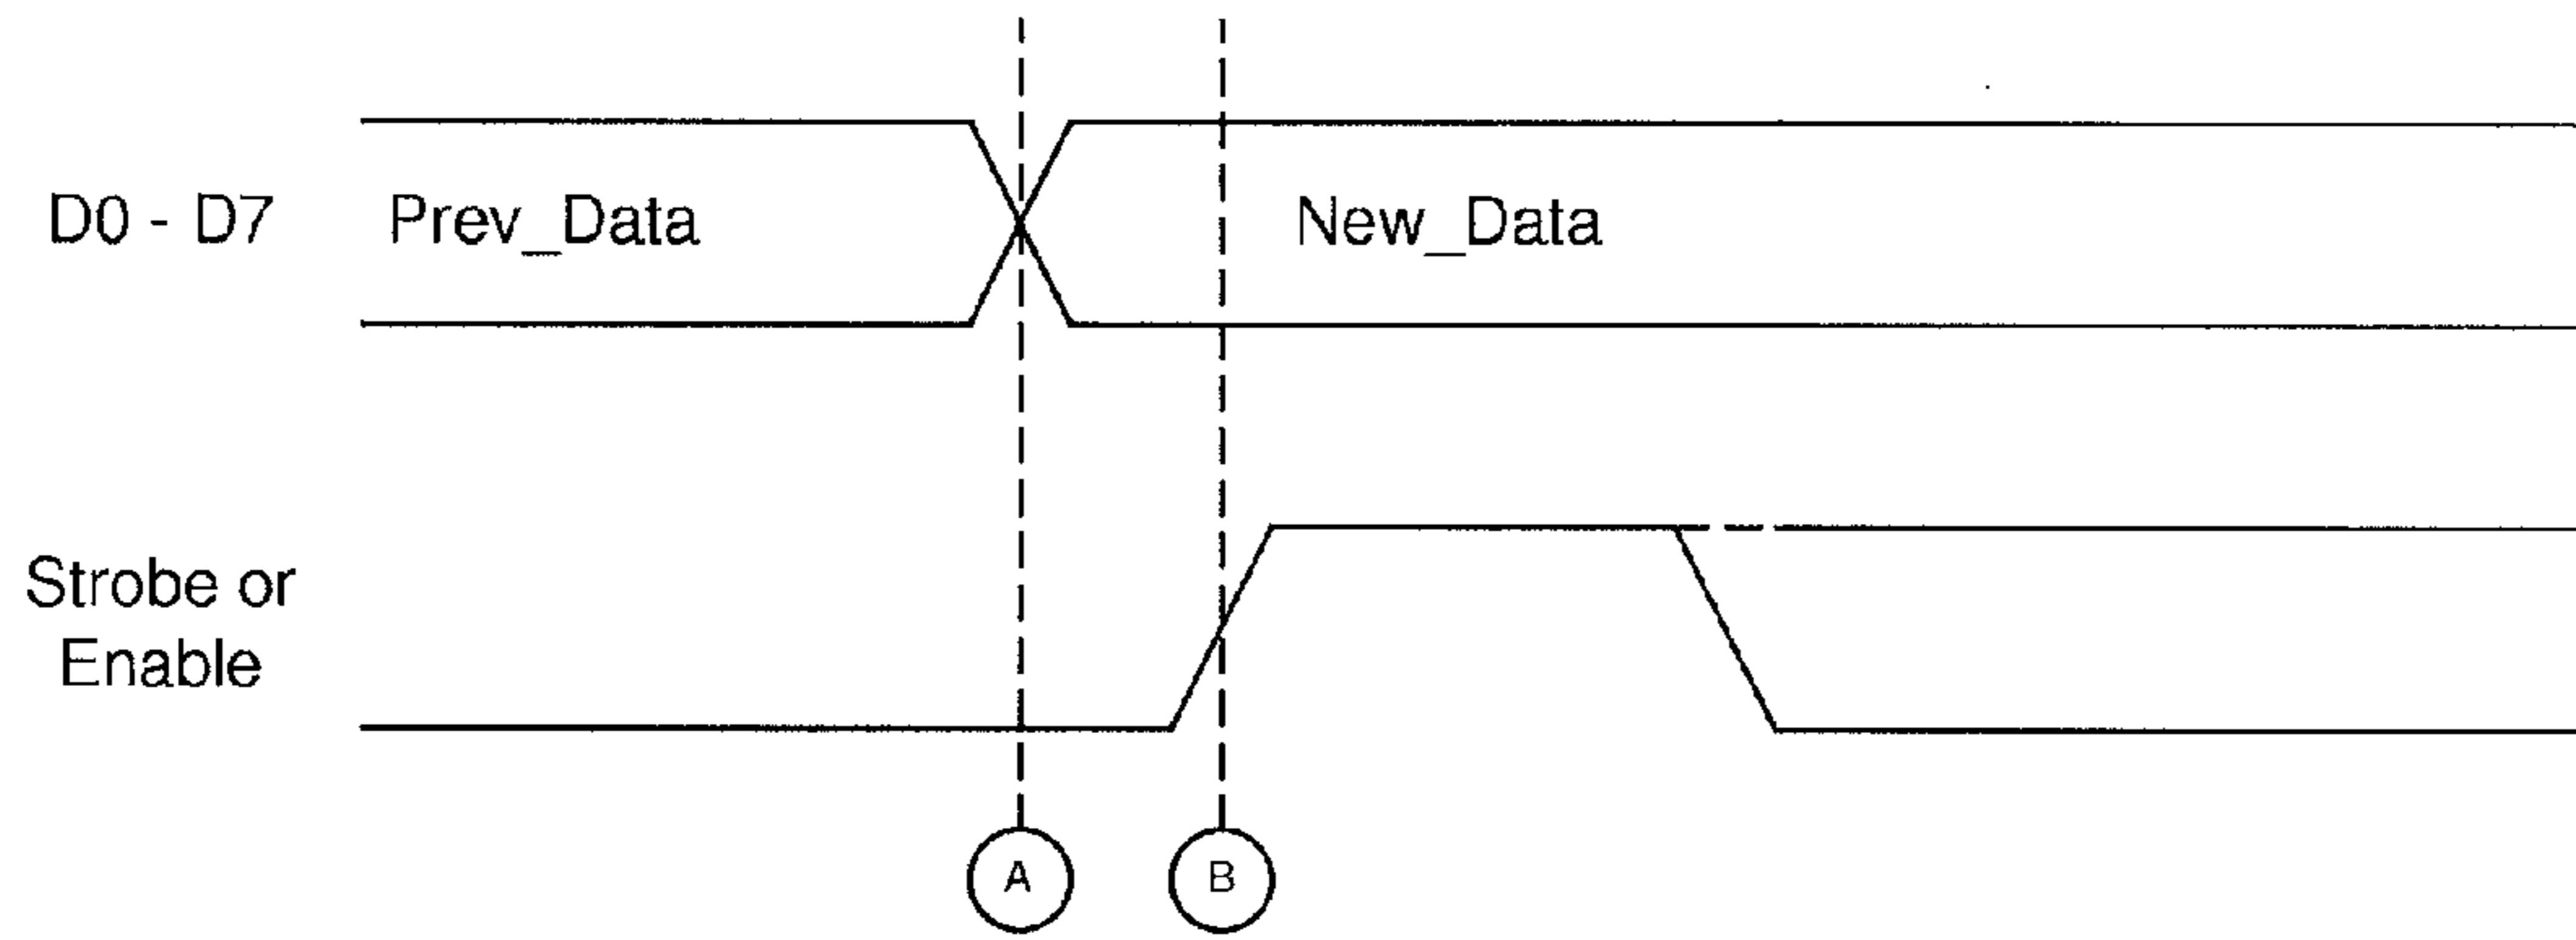 D0 - D7
Prev_Data
New_Data
Strobe or
Enable
A
B